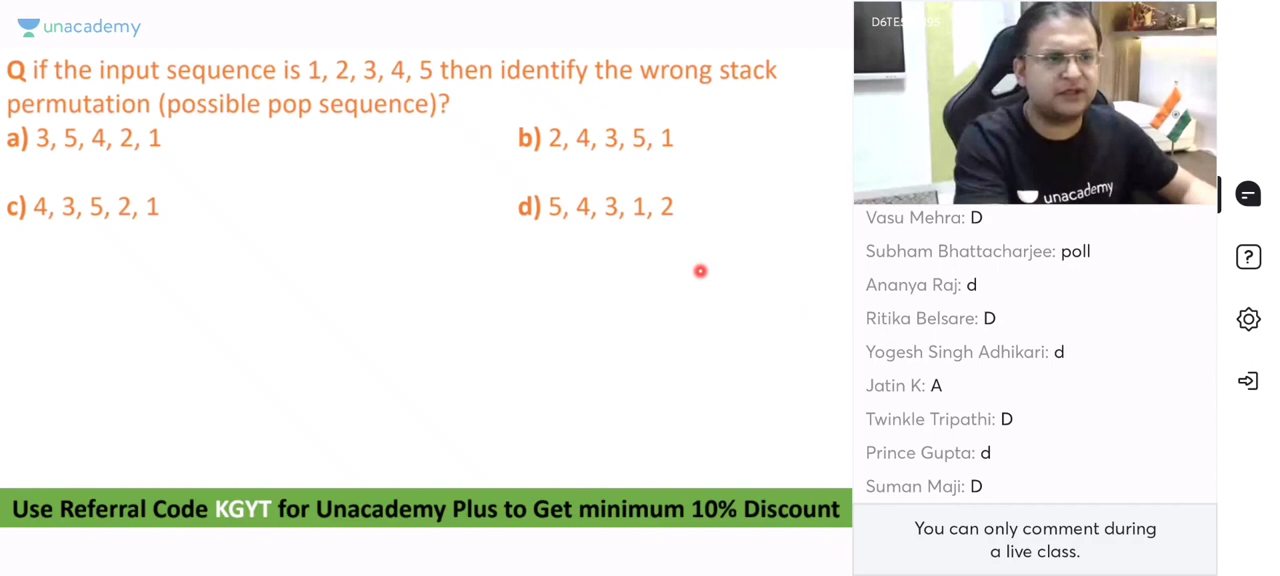 unacademy
Q if the input sequence is 1, 2, 3, 4, 5 then identify the wrong stack
permutation (possible pop sequence)?
a) 3, 5, 4, 2, 1
b) 2, 4, 3, 5, 1
c) 4, 3, 5, 2, 1
d) 5, 4, 3, 1, 2
Use Referral Code KGYT for Unacademy Plus to Get minimum 10% Discount
unacademy
Vasu Mehra: D
Subham Bhattacharjee: poll
Ananya Raj: d
Ritika Belsare: D
Yogesh Singh Adhikari: d
Jatin K: A
Twinkle Tripathi: D
Prince Gupta: d
Suman Maji: D
You can only comment during
a live class.